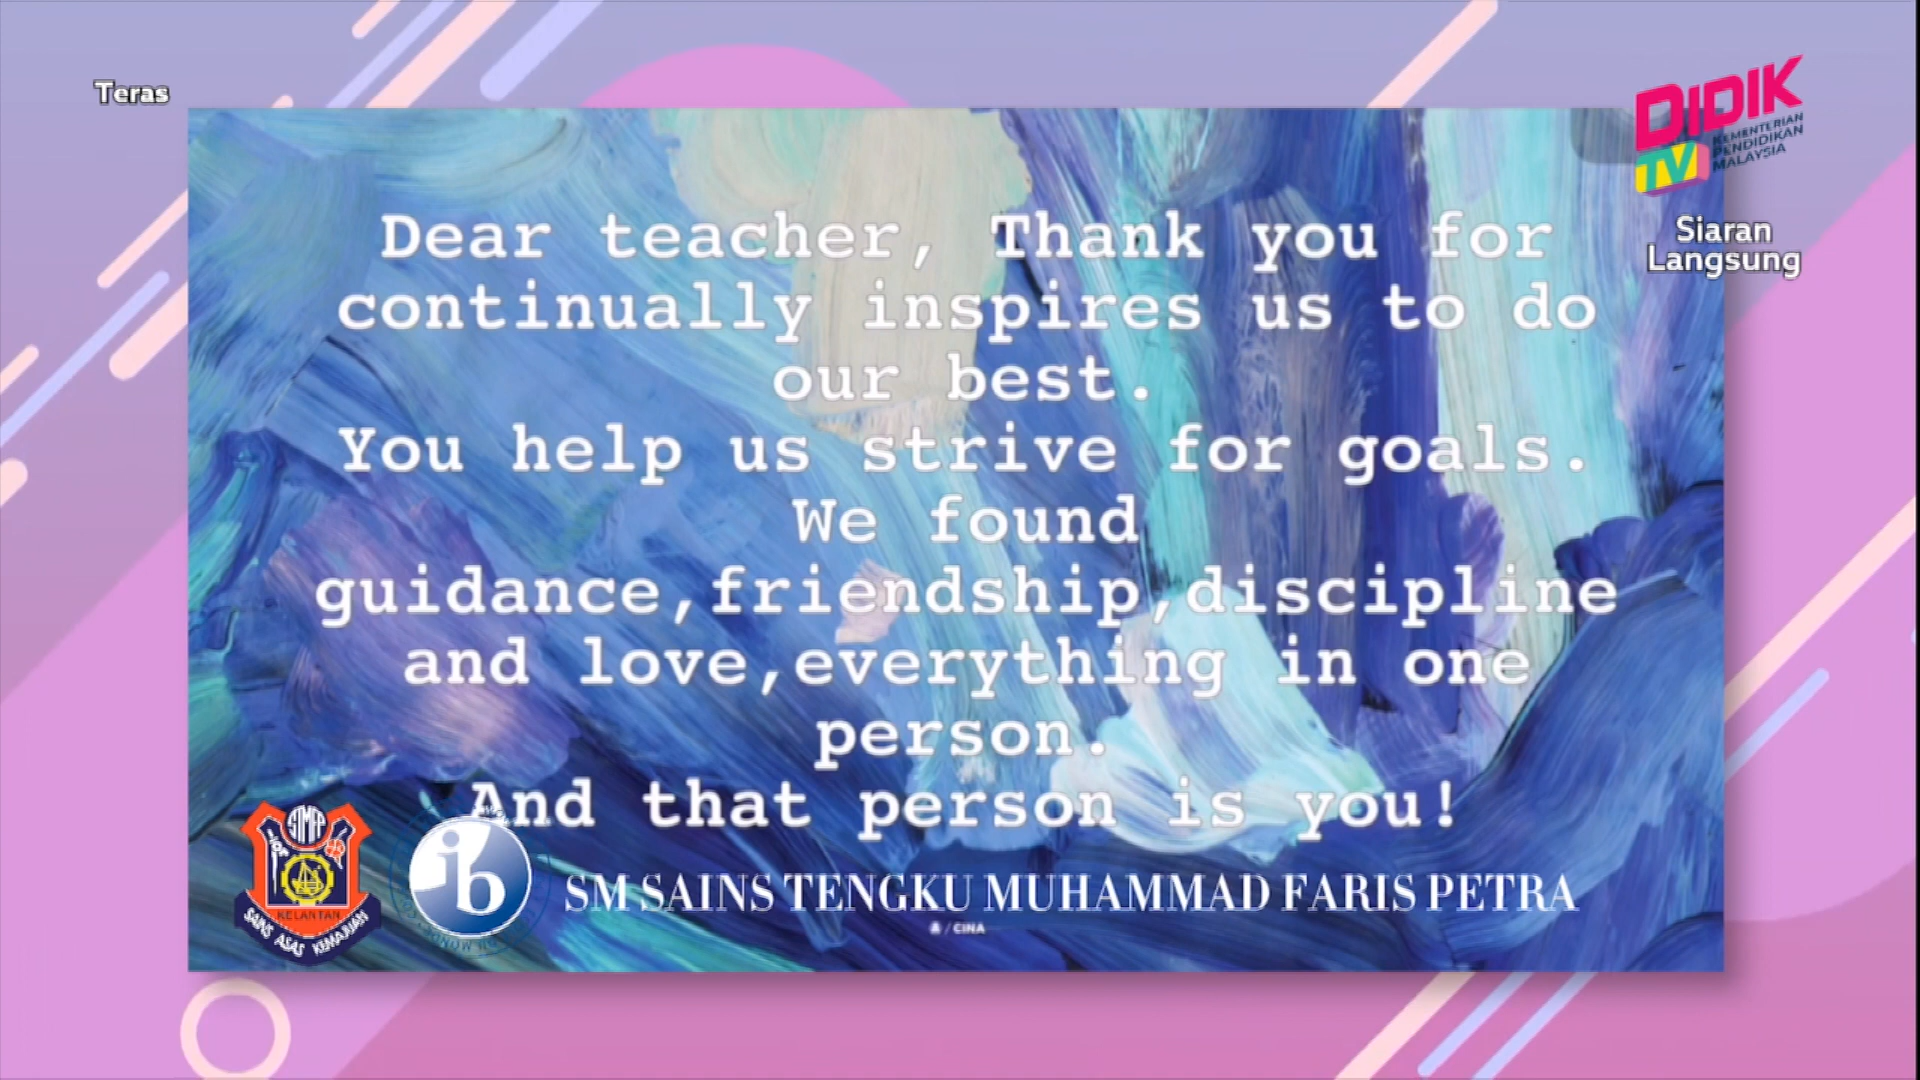 Teras
DIDIK
TV
KEMENTERIAN
PENDIDIKAN
MALAYSIA
Siaran
Langsung
Dear teacher, Thank you for
continually inspires us to do
our best.
You help us strive for goals.
We found
guidance,friendship,discipline
and love,everything in one
person.
And that person is you!
STMFP
KELANTAN
SAINS ASAS KEMAJUAN
ib
SM SAINS TENGKU MUHAMMAD FARIS PETRA
/ CINA